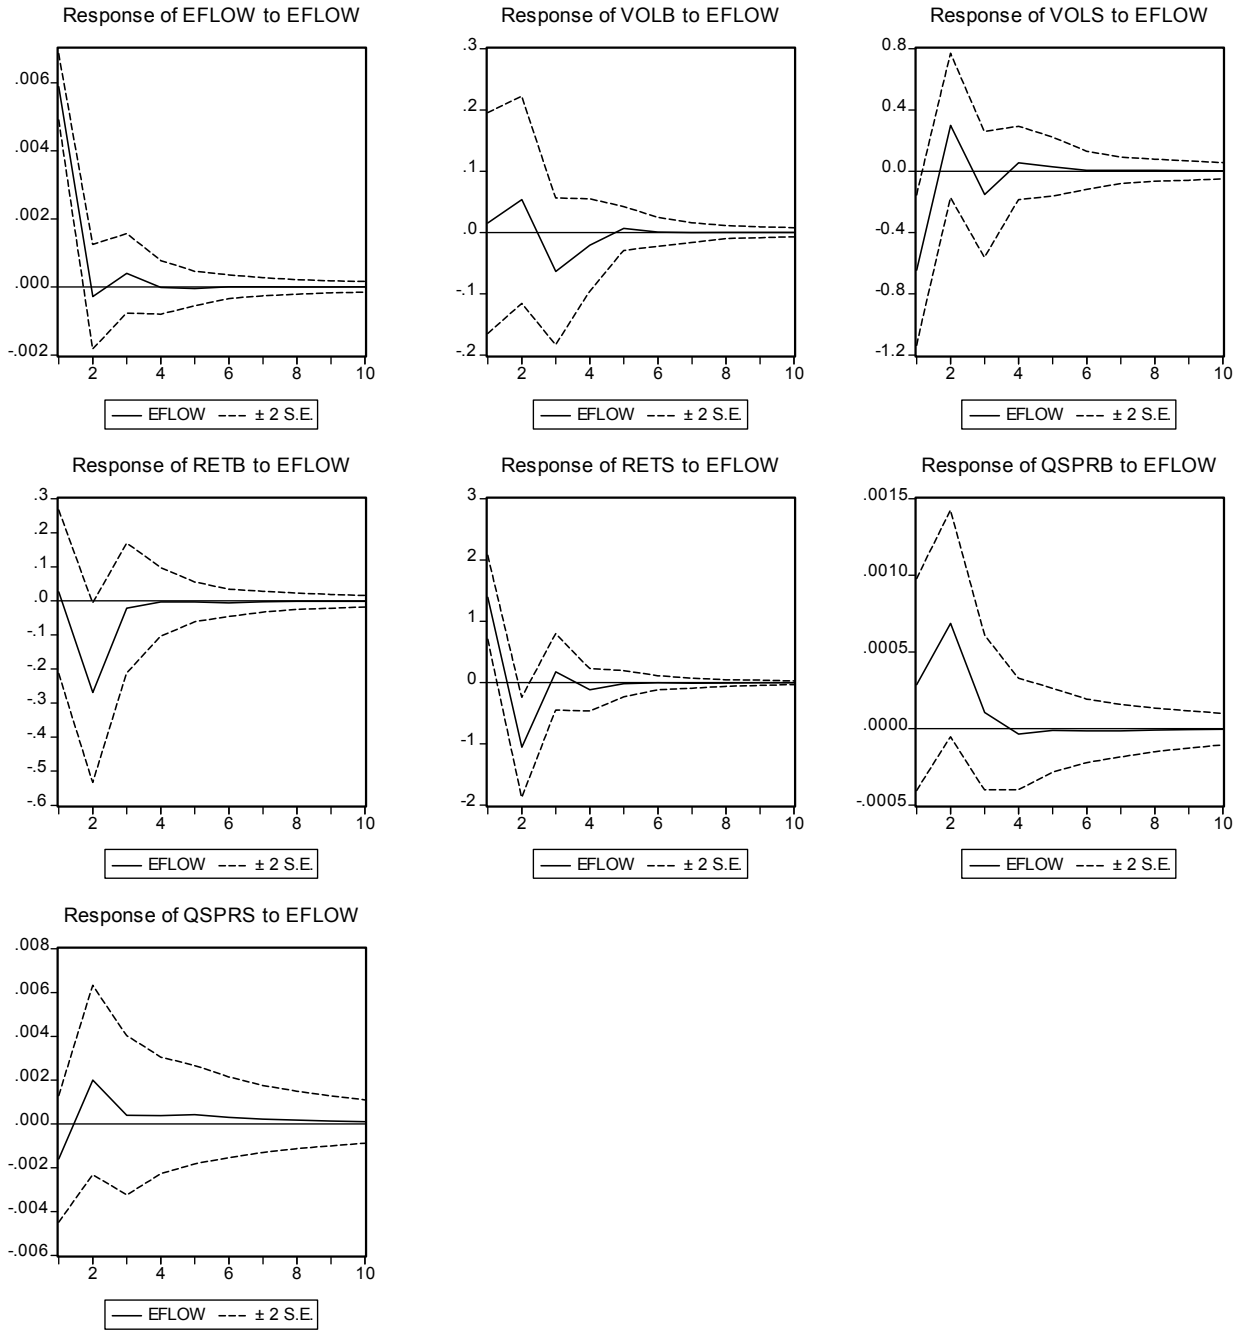 Response of EFLOW to EFLOW
.006
.004
.002
.000
-.002
2 4 6 8 10
EFLOW ± 2 S.E.
Response of VOLB to EFLOW
.3
.2
.1
.0
-.1
-.2
2 4 6 8 10
EFLOW ± 2 S.E.
Response of VOLS to EFLOW
0.8
0.4
0.0
-0.4
-0.8
-1.2
2 4 6 8 10
EFLOW ± 2 S.E.
Response of RETB to EFLOW
.3
.2
.1
.0
-.1
-.2
-.3
-.4
-.5
-.6
2 4 6 8 10
EFLOW ± 2 S.E.
Response of RETS to EFLOW
3
2
1
0
-1
-2
2 4 6 8 10
EFLOW ± 2 S.E.
Response of QSPRB to EFLOW
.0015
.0010
.0005
.0000
-.0005
2 4 6 8 10
EFLOW ± 2 S.E.
Response of QSPRS to EFLOW
.008
.006
.004
.002
.000
-.002
-.004
-.006
2 4 6 8 10
EFLOW ± 2 S.E.